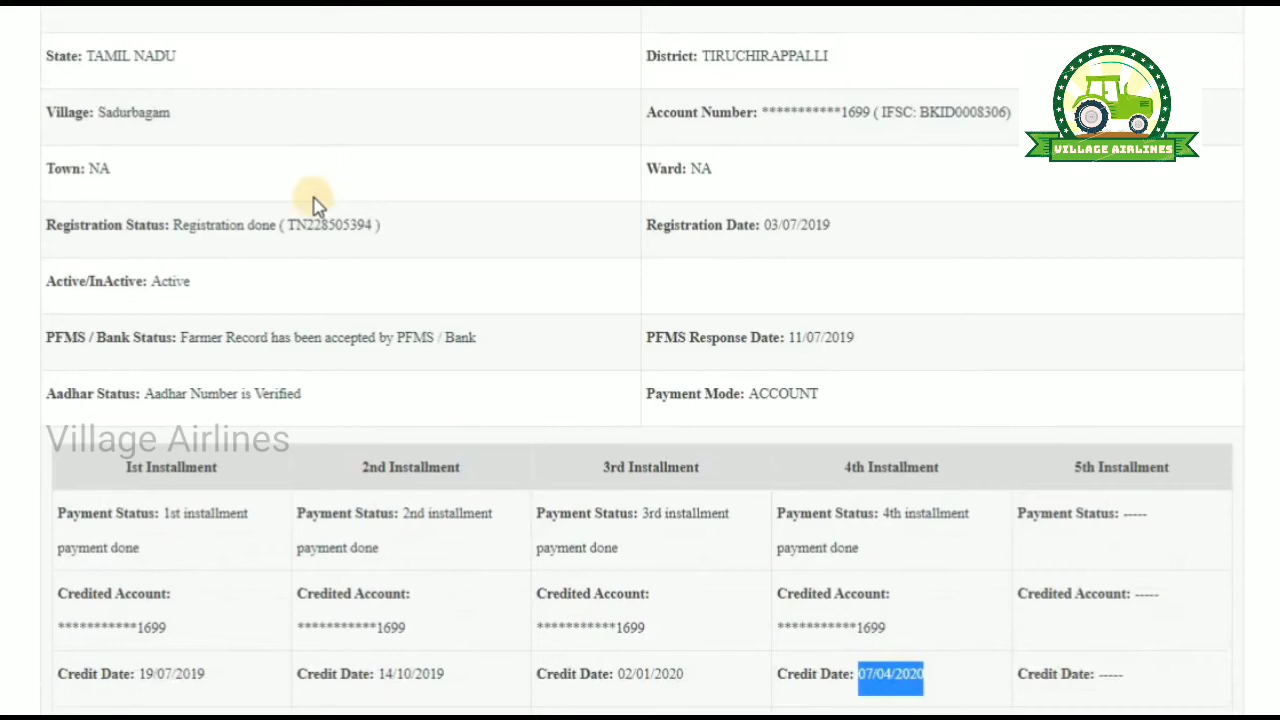 State: TAMIL NADU
District: TIRUCHIRAPPALLI
Village: Sadurbagam
Account Number: ***********1699 ( IFSC: BKID0008306)
VILLAGE AIRLINES
Town: NA
Ward: NA
Registration Status: Registration done ( TN228505394 )
Registration Date: 03/07/2019
Active/InActive: Active
PFMS / Bank Status: Farmer Record has been accepted by PFMS / Bank
PFMS Response Date: 11/07/2019
Aadhar Status: Aadhar Number is Verified
Payment Mode: ACCOUNT
Village Airlines
Ist Installment
2nd Installment
3rd Installment
4th Installment
5th Installment
Payment Status: 1st installment
payment done
Payment Status: 2nd installment
payment done
Payment Status: 3rd installment
payment done
Payment Status: 4th installment
payment done
Payment Status: -----
Credited Account:
***********1699
Credited Account:
***********1699
Credited Account:
***********1699
Credited Account:
***********1699
Credited Account: -----
Credit Date: 19/07/2019
Credit Date: 14/10/2019
Credit Date: 02/01/2020
Credit Date: 07/04/2020
Credit Date: -----